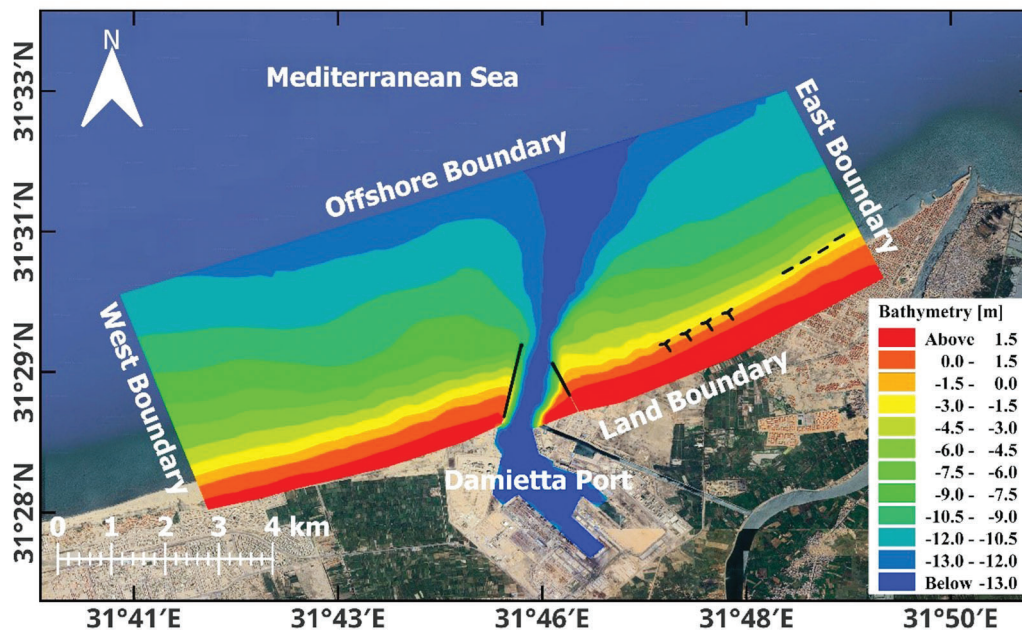 N
Mediterranean Sea
Offshore Boundary
East Boundary
West Boundary
Land Boundary
Damietta Port
31°33′N
31°31′N
31°29′N
31°28′N
0 1 2 3 4 km
31°41′E 31°43′E 31°46′E 31°48′E 31°50′E
Bathymetry [m]
Above 1.5
0.0 - 1.5
-1.5 - 0.0
-3.0 - -1.5
-4.5 - -3.0
-6.0 - -4.5
-7.5 - -6.0
-9.0 - -7.5
-10.5 - -9.0
-12.0 - -10.5
-13.0 - -12.0
Below -13.0